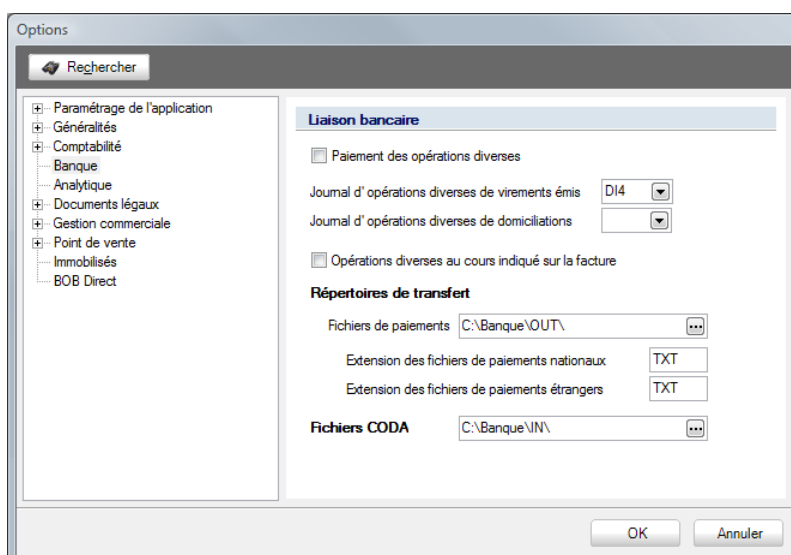 Options
Rechercher
Paramétrage de l'application
Généralités
Comptabilité
Banque
Analytique
Documents légaux
Gestion commerciale
Point de vente
Immobilisés
BOB Direct
Liaison bancaire
Paiement des opérations diverses
Journal d' opérations diverses de virements émis DI4
Journal d' opérations diverses de domiciliations
Opérations diverses au cours indiqué sur la facture
Répertoires de transfert
Fichiers de paiements C:\Banque\OUT\ ...
Extension des fichiers de paiements nationaux TXT
Extension des fichiers de paiements étrangers TXT
Fichiers CODA C:\Banque\IN\ ...
OK Annuler